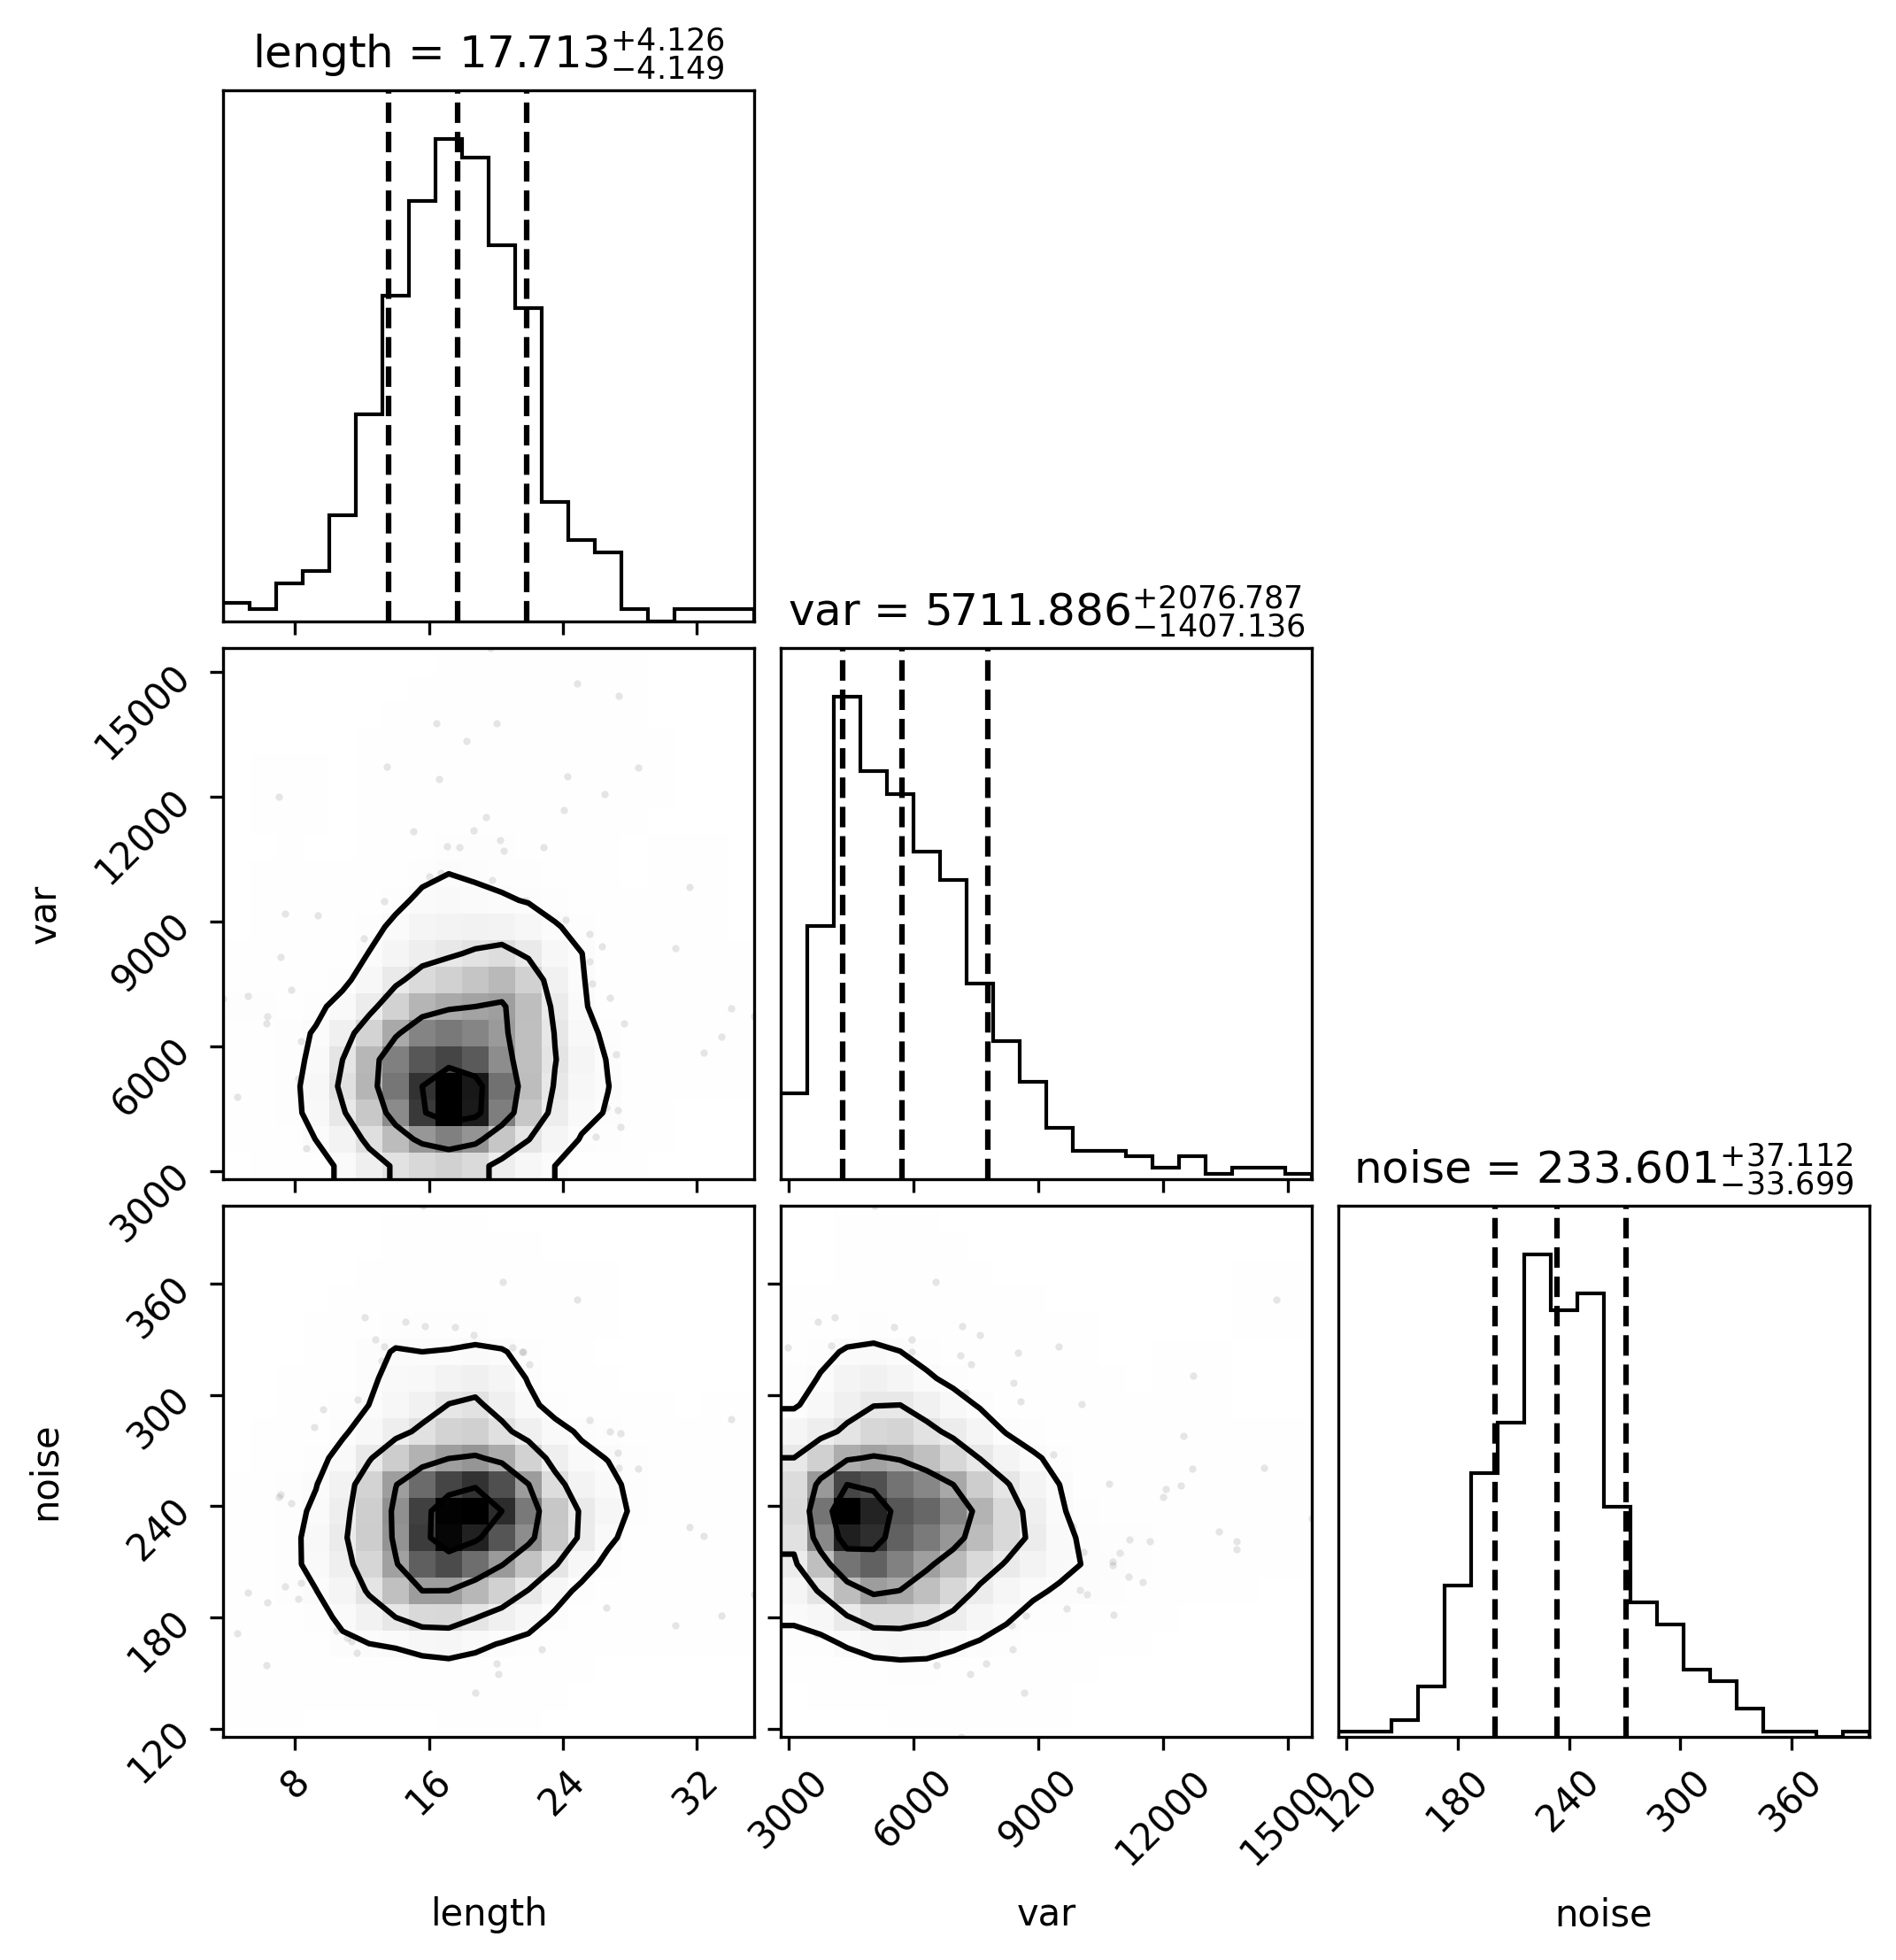 length = 17.713 +4.126 −4.149
var = 5711.886 +2076.787 −1407.136
noise = 233.601 +37.112 −33.699
var
15000
12000
9000
6000
3000
noise
360
300
240
180
120
8 16 24 32
3000 6000 9000 12000 15000
120 180 240 300 360
length
var
noise